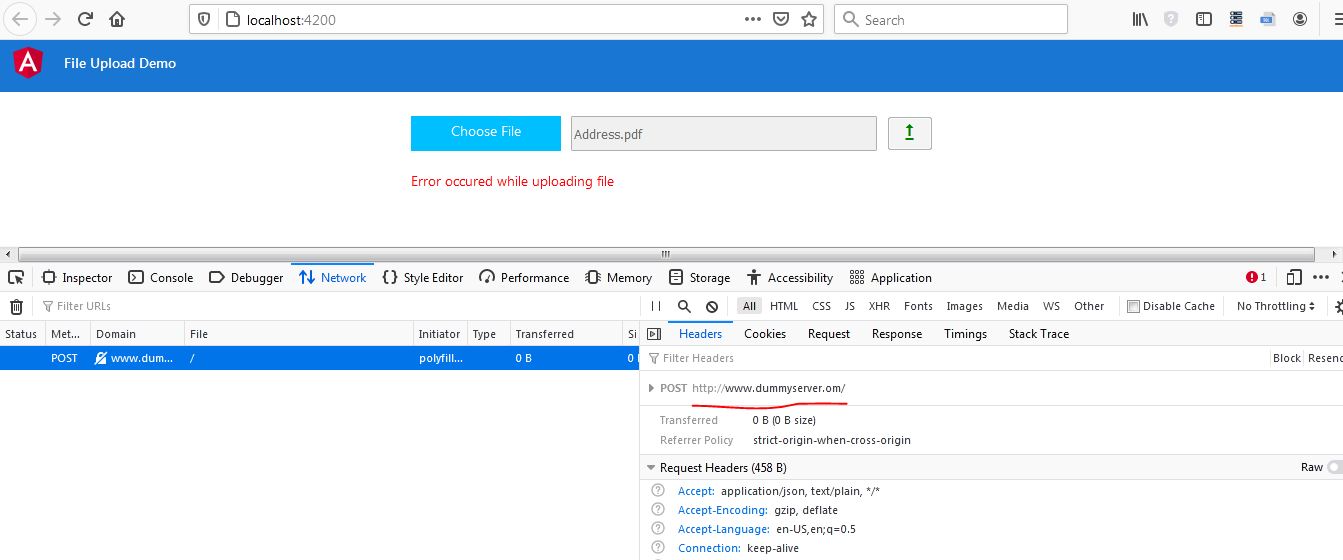 localhost:4200
Search
A
File Upload Demo
Choose File
Address.pdf
Error occured while uploading file
Inspector Console Debugger Network Style Editor Performance Memory Storage Accessibility Application 1
Filter URLs
All HTML CSS JS XHR Fonts Images Media WS Other Disable Cache No Throttling
Status Met... Domain File Initiator Type Transferred Si
POST www.dum... / polyfill... 0 B 0
Headers Cookies Request Response Timings Stack Trace
Filter Headers Block Resend
POST http://www.dummyserver.om/
Transferred 0 B (0 B size)
Referrer Policy strict-origin-when-cross-origin
Request Headers (458 B) Raw
Accept: application/json, text/plain, */*
Accept-Encoding: gzip, deflate
Accept-Language: en-US,en;q=0.5
Connection: keep-alive